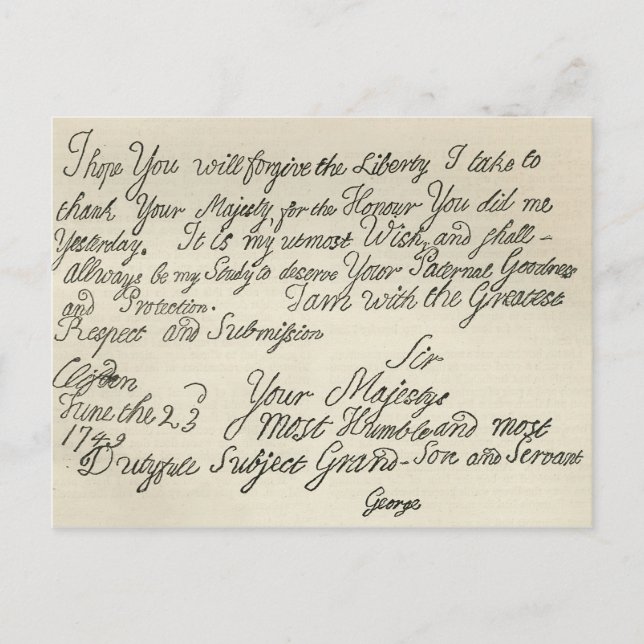 I hope You will forgive the Liberty I take to
thank Your Majesty, for the Honour You did me
Yesterday. It is my utmost Wish, and shall -
allways be my Study to deserve Your Paternal Goodness
and Protection. I am with the Greatest
Respect and Submission
Sir
Clifden
June the 23d
1749
Your Majestys
most Humble and most
Dutyfull Subject Grand-Son and Servant
George